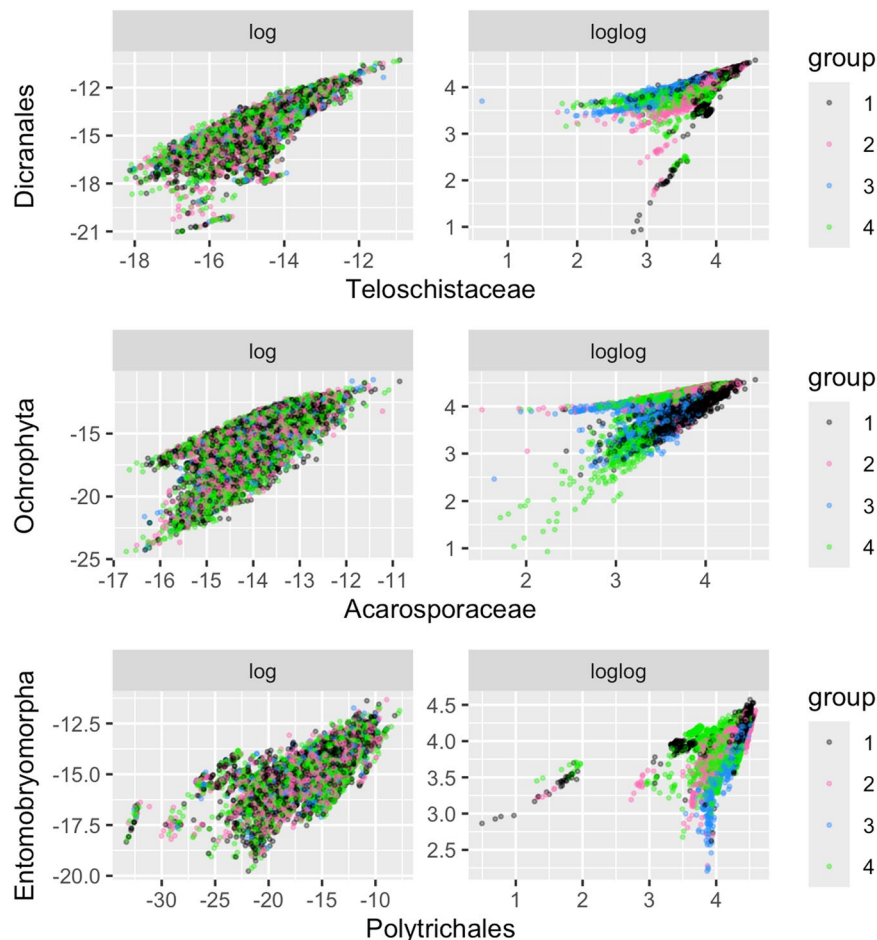 log loglog
Dicranales
-12
-15
-18
-21
4
3
2
1
-18 -16 -14 -12
1 2 3 4
Teloschistaceae
group
1
2
3
4
log loglog
Ochrophyta
-15
-20
-25
4
3
2
1
-17 -16 -15 -14 -13 -12 -11
2 3 4
Acarosporaceae
group
1
2
3
4
log loglog
Entomobryomorpha
-12.5
-15.0
-17.5
-20.0
4.5
4.0
3.5
3.0
2.5
-30 -25 -20 -15 -10
1 2 3 4
Polytrichales
group
1
2
3
4